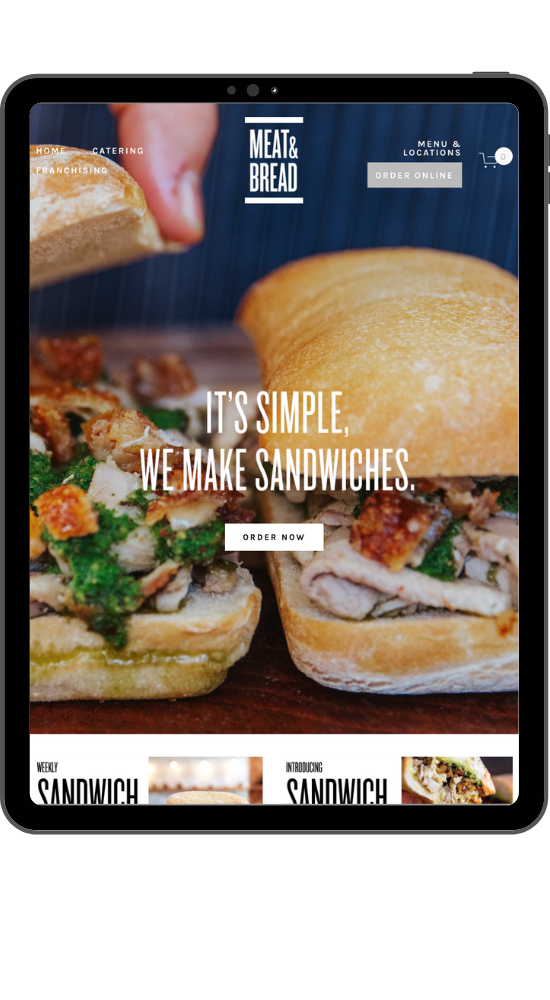 HOME CATERING
FRANCHISING
MEAT&
BREAD
MENU &
LOCATIONS
ORDER ONLINE
0
IT'S SIMPLE,
WE MAKE SANDWICHES.
ORDER NOW
WEEKLY
SANDWICH
INTRODUCING
SANDWICH